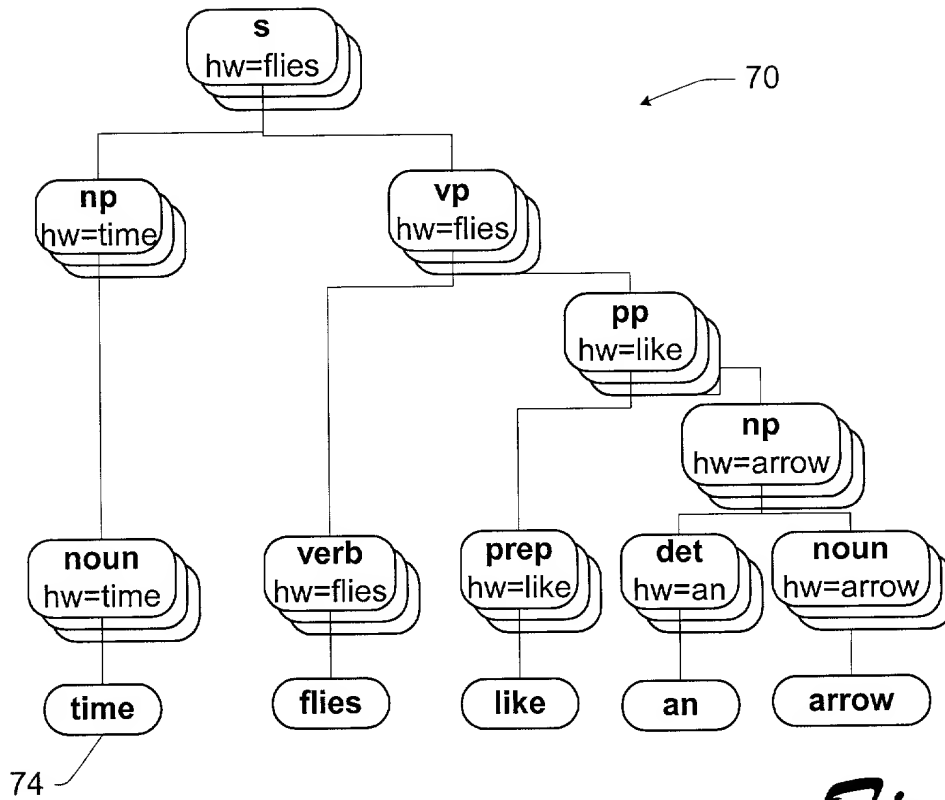 s
hw=flies
70
np
hw=time
vp
hw=flies
pp
hw=like
np
hw=arrow
noun
hw=time
verb
hw=flies
prep
hw=like
det
hw=an
noun
hw=arrow
time
flies
like
an
arrow
74